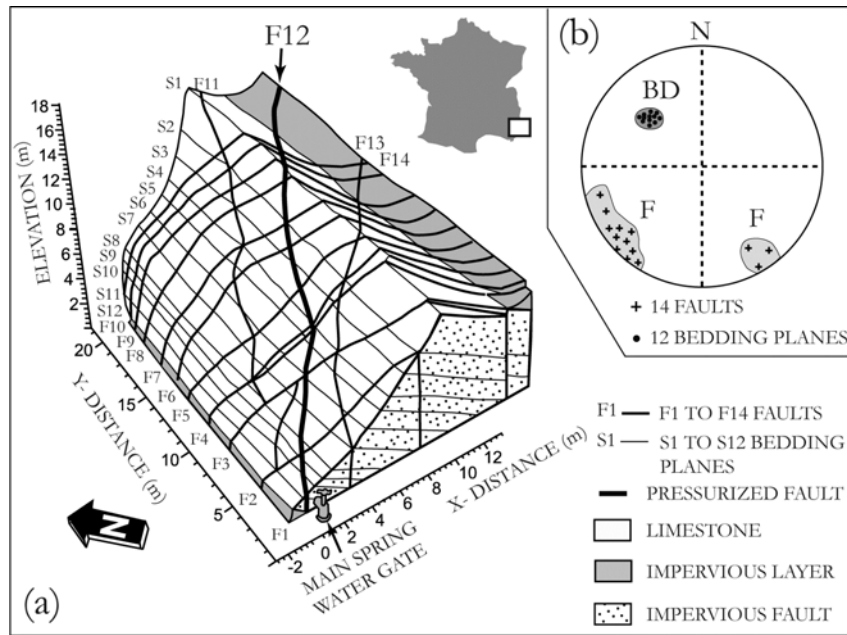 (a)
F12
S1
F11
F13
F14
S2
S3
S4
S5
S6
S7
S8
S9
S10
S11
S12
F10
F9
F8
F7
F6
F5
F4
F3
F2
F1
ELEVATION (m)
18
16
14
12
10
8
6
4
2
Y- DISTANCE (m)
20
15
10
5
X- DISTANCE (m)
-2
0
2
4
6
8
10
12
N
MAIN SPRING
WATER GATE
(b)
N
BD
F
F
+ 14 FAULTS
• 12 BEDDING PLANES
F1 — F1 TO F14 FAULTS
S1 — S1 TO S12 BEDDING
PLANES
PRESSURIZED FAULT
LIMESTONE
IMPERVIOUS LAYER
IMPERVIOUS FAULT